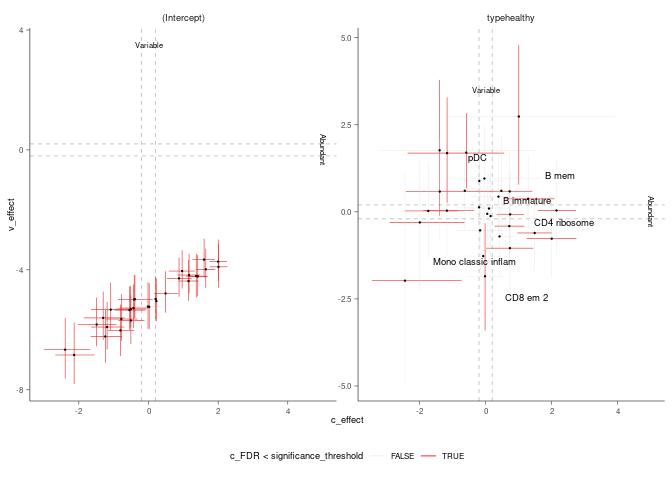 (Intercept)
typehealthy
4
0
-4
-8
v_effect
Variable
Abundant
-2
0
2
4
5.0
2.5
0.0
-2.5
-5.0
Variable
pDC
B mem
B immature
CD4 ribosome
Mono classic inflam
CD8 em 2
Abundant
-2
0
2
4
c_effect
c_FDR < significance_threshold
FALSE
TRUE